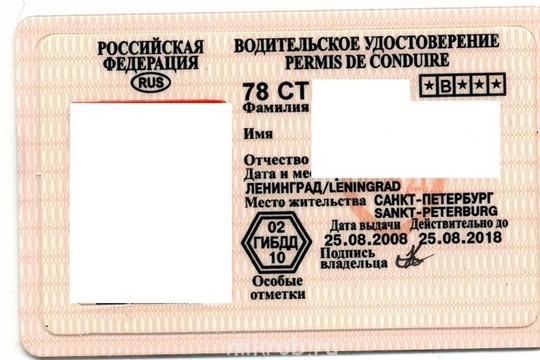 РОССИЙСКАЯ
ФЕДЕРАЦИЯ
RUS
ВОДИТЕЛЬСКОЕ УДОСТОВЕРЕНИЕ
PERMIS DE CONDUIRE
78 СТ
★B★★★
Фамилия
Имя
Отчество
Дата и
ЛЕНИНГРАД/LENINGRAD
Место жительства САНКТ-ПЕТЕРБУРГ
SANKT-PETERBURG
Дата выдачи Действительно до
25.08.2008 25.08.2018
Подпись
владельца
02
ГИБДД
10
Особые
отметки